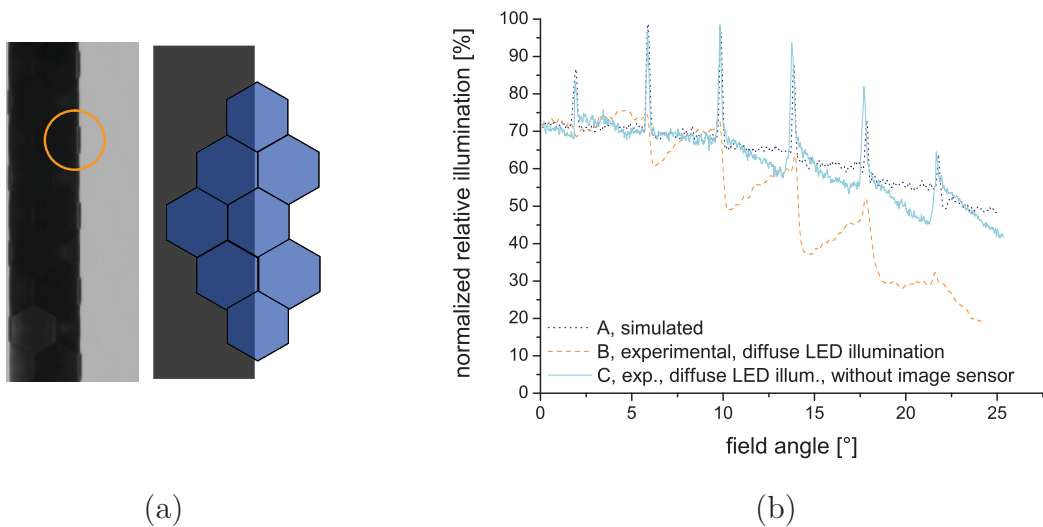 100
90
80
70
60
50
40
30
20
10
0
normalized relative illumination [%]
A, simulated
B, experimental, diffuse LED illumination
C, exp., diffuse LED illum., without image sensor
0 5 10 15 20 25
field angle [°]
(a) (b)